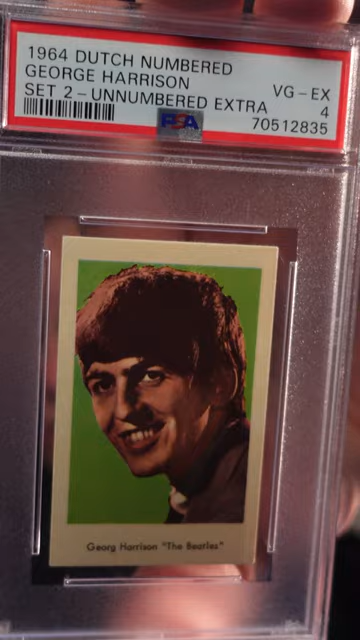 1964 DUTCH NUMBERED
GEORGE HARRISON VG-EX
SET 2-UNNUMBERED EXTRA 4
PSA 70512835
Georg Harrison "The Beatles"